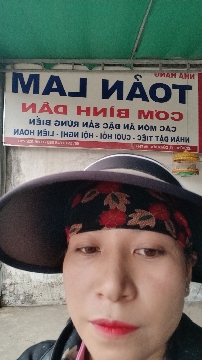 NHÀ HÀNG
TOẢN LAM
CƠM BÌNH DÂN
CÁC MÓN ĂN ĐẶC SẢN RỪNG BIỂN
NHẬN ĐẶT TIỆC - CƯỚI - HỎI - HỘI NGHỊ - LIÊN HOAN